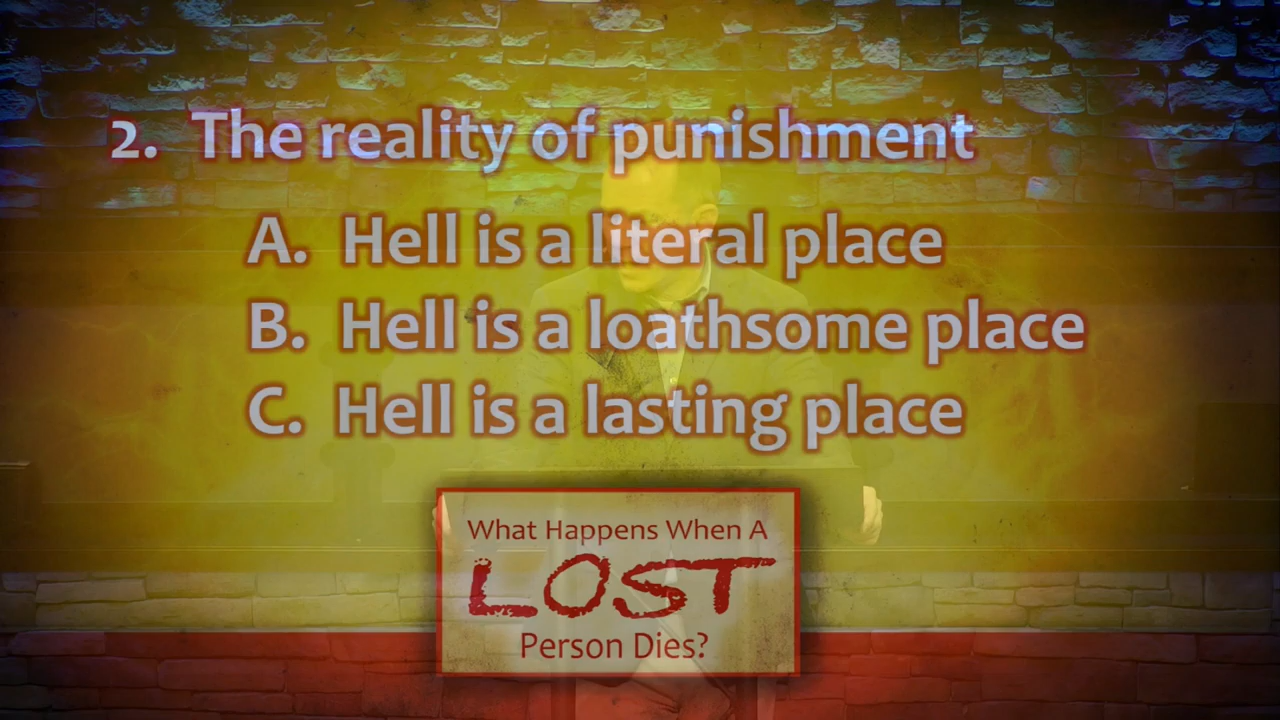 2. The reality of punishment
A. Hell is a literal place
B. Hell is a loathsome place
C. Hell is a lasting place
What Happens When A
LOST
Person Dies?